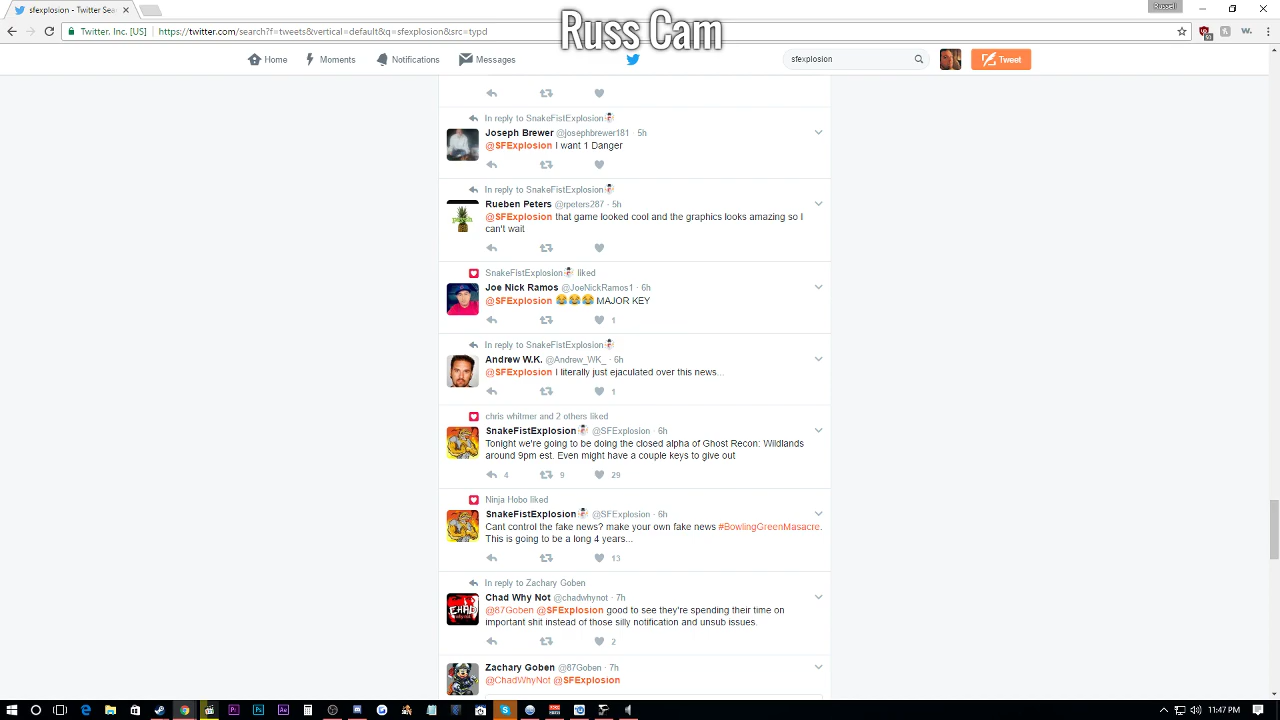 sfexplosion - Twitter Sea
Russell
Twitter, Inc. [US]
https://twitter.com/search?f=tweets&vertical=default&q=sfexplosion&src=typd
Russ Cam
Home
Moments
Notifications
Messages
sfexplosion
Tweet
In reply to SnakeFistExplosion
Joseph Brewer @josephbrewer181 · 5h
@SFExplosion I want 1 Danger
In reply to SnakeFistExplosion
Rueben Peters @rpeters287 · 5h
@SFExplosion that game looked cool and the graphics looks amazing so I
can't wait
SnakeFistExplosion liked
Joe Nick Ramos @JoeNickRamos1 · 6h
@SFExplosion 😂😂😂 MAJOR KEY
1
In reply to SnakeFistExplosion
Andrew W.K. @Andrew_WK_ · 6h
@SFExplosion I literally just ejaculated over this news...
1
chris whitmer and 2 others liked
SnakeFistExplosion @SFExplosion · 6h
Tonight we're going to be doing the closed alpha of Ghost Recon: Wildlands
around 9pm est. Even might have a couple keys to give out
4 9 29
Ninja Hobo liked
SnakeFistExplosion @SFExplosion · 6h
Cant control the fake news? make your own fake news #BowlingGreenMasacre.
This is going to be a long 4 years...
13
In reply to Zachary Goben
Chad Why Not @chadwhynot · 7h
@87Goben @SFExplosion good to see they're spending their time on
important shit instead of those silly notification and unsub issues.
2
Zachary Goben @87Goben · 7h
@ChadWhyNot @SFExplosion
11:47 PM